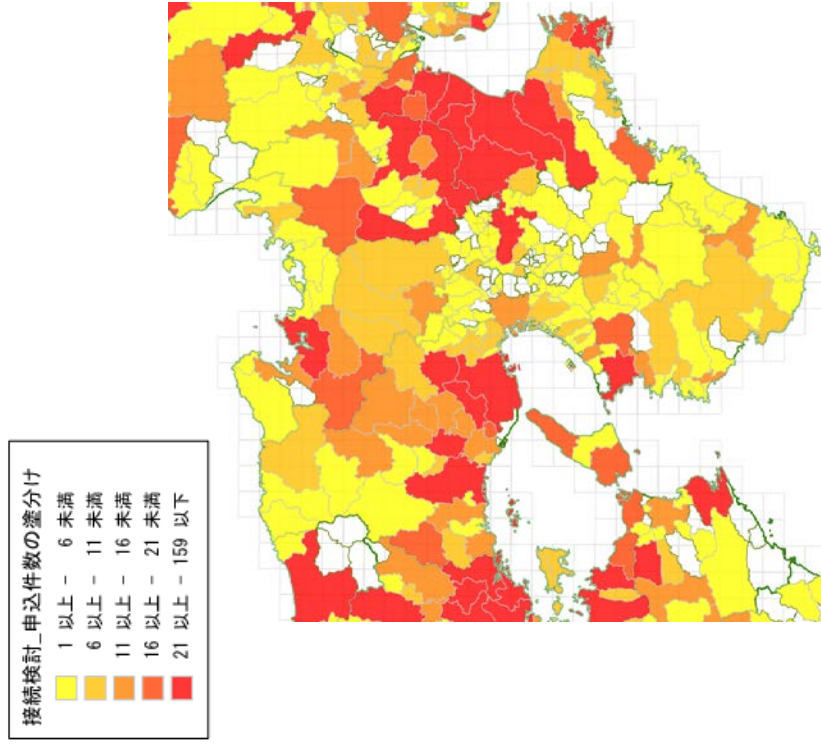 接続検討_申込件数の塗分け
1 以上 - 6 未満
6 以上 - 11 未満
11 以上 - 16 未満
16 以上 - 21 未満
21 以上 - 159 以下